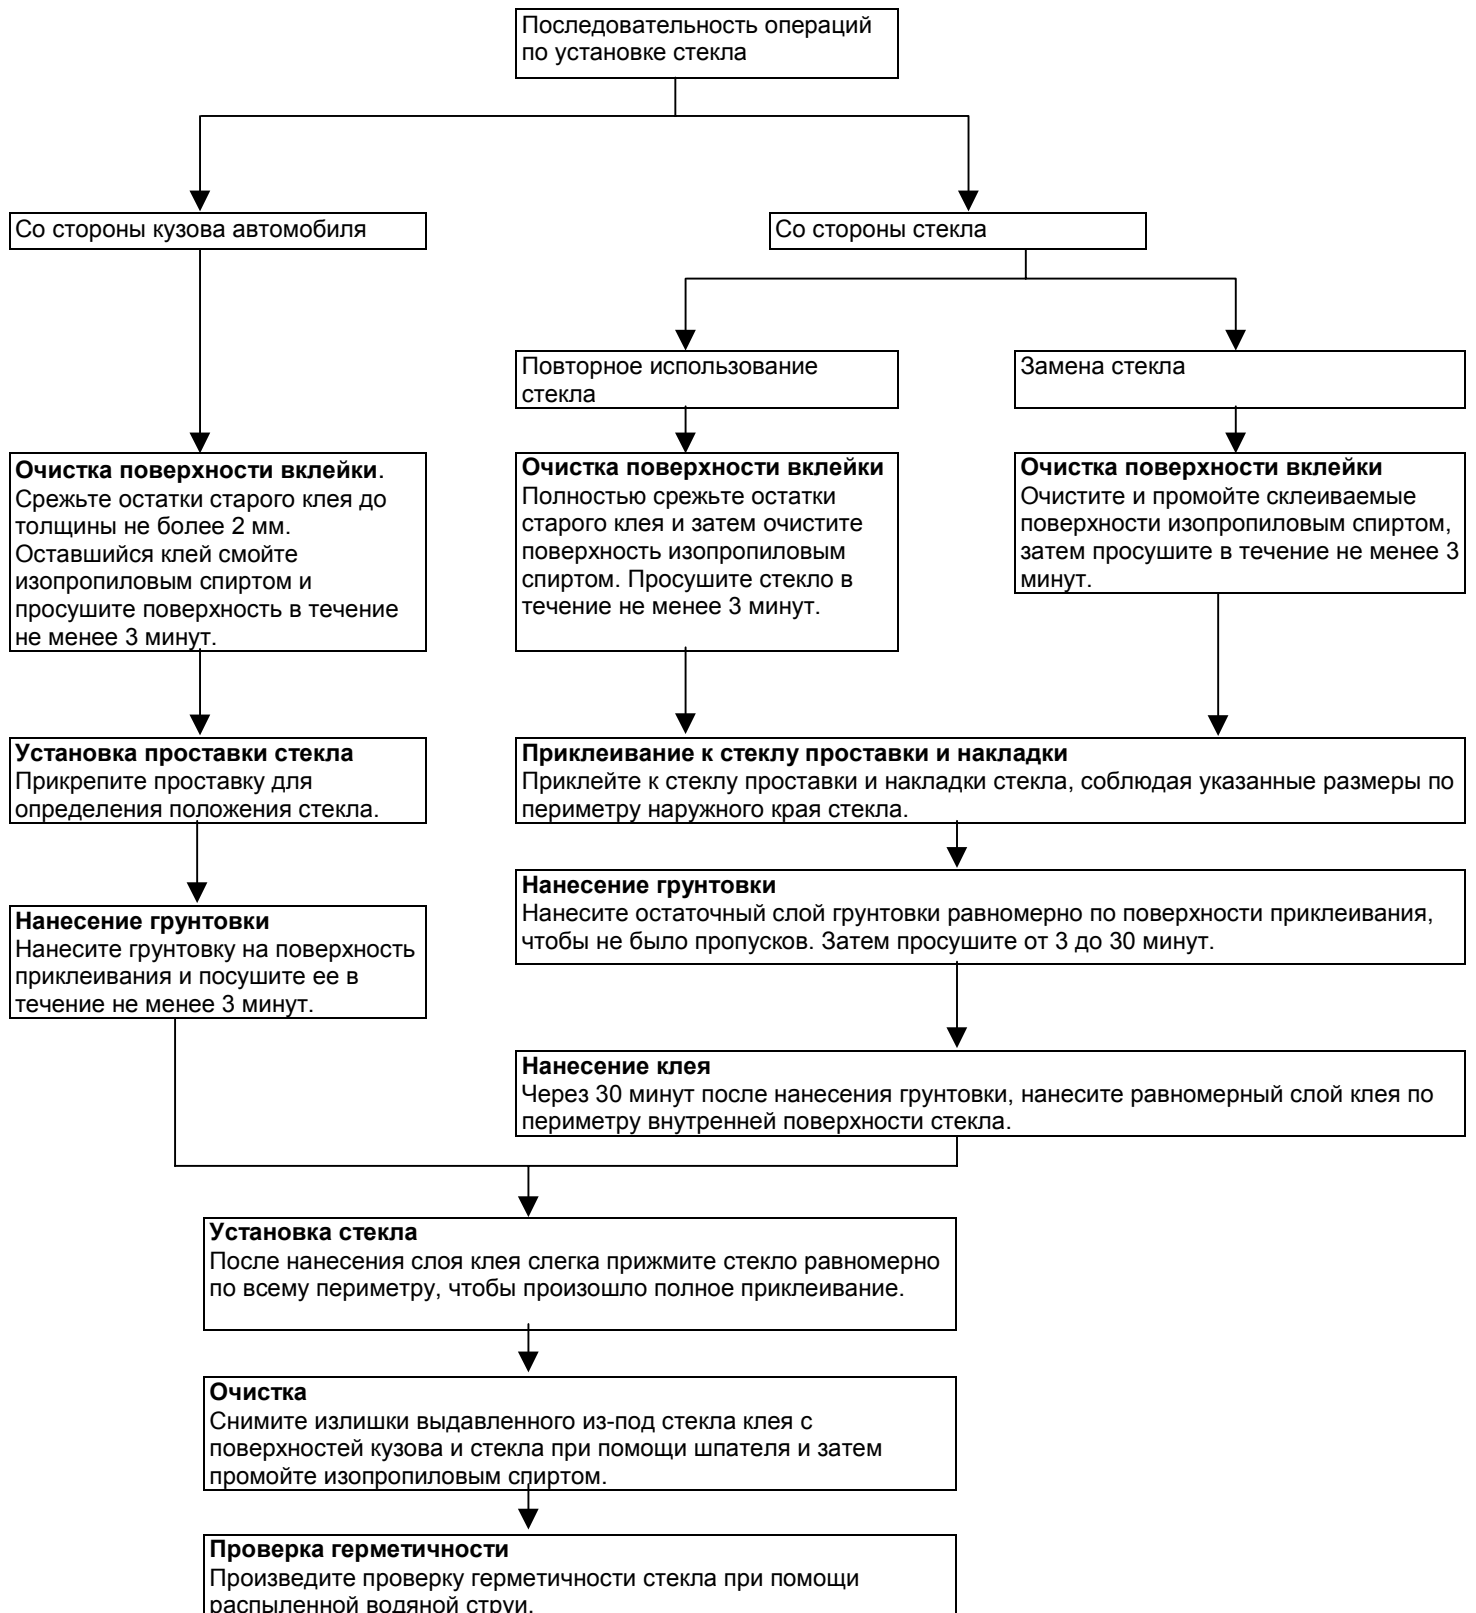 Последовательность операций
по установке стекла
Со стороны кузова автомобиля
Со стороны стекла
Повторное использование
стекла
Замена стекла
Очистка поверхности вклейки.
Срежьте остатки старого клея до
толщины не более 2 мм.
Оставшийся клей смойте
изопропиловым спиртом и
просушите поверхность в течение
не менее 3 минут.
Очистка поверхности вклейки
Полностью срежьте остатки
старого клея и затем очистите
поверхность изопропиловым
спиртом. Просушите стекло в
течение не менее 3 минут.
Очистка поверхности вклейки
Очистите и промойте склеиваемые
поверхности изопропиловым спиртом,
затем просушите в течение не менее 3
минут.
Установка проставки стекла
Прикрепите проставку для
определения положения стекла.
Приклеивание к стеклу проставки и накладки
Приклейте к стеклу проставки и накладки стекла, соблюдая указанные размеры по
периметру наружного края стекла.
Нанесение грунтовки
Нанесите грунтовку на поверхность
приклеивания и посушите ее в
течение не менее 3 минут.
Нанесение грунтовки
Нанесите остаточный слой грунтовки равномерно по поверхности приклеивания,
чтобы не было пропусков. Затем просушите от 3 до 30 минут.
Нанесение клея
Через 30 минут после нанесения грунтовки, нанесите равномерный слой клея по
периметру внутренней поверхности стекла.
Установка стекла
После нанесения слоя клея слегка прижмите стекло равномерно
по всему периметру, чтобы произошло полное приклеивание.
Очистка
Снимите излишки выдавленного из-под стекла клея с
поверхностей кузова и стекла при помощи шпателя и затем
промойте изопропиловым спиртом.
Проверка герметичности
Произведите проверку герметичности стекла при помощи
распыленной водяной струи.